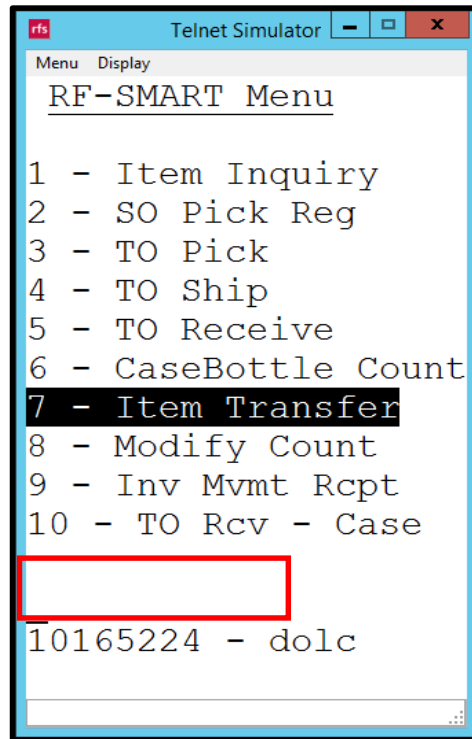 rfs
Telnet Simulator
Menu Display
RF-SMART Menu
1 - Item Inquiry
2 - SO Pick Reg
3 - TO Pick
4 - TO Ship
5 - TO Receive
6 - CaseBottle Count
7 - Item Transfer
8 - Modify Count
9 - Inv Mvmt Rcpt
10 - TO Rcv - Case
10165224 - dolc